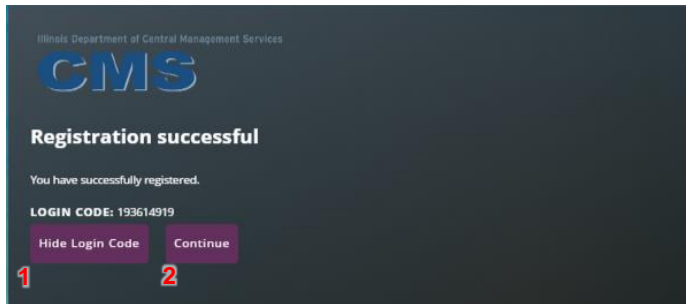 Illinois Department of Central Management Services
CMS
Registration successful
You have successfully registered.
LOGIN CODE: 193614919
Hide Login Code Continue
1 2